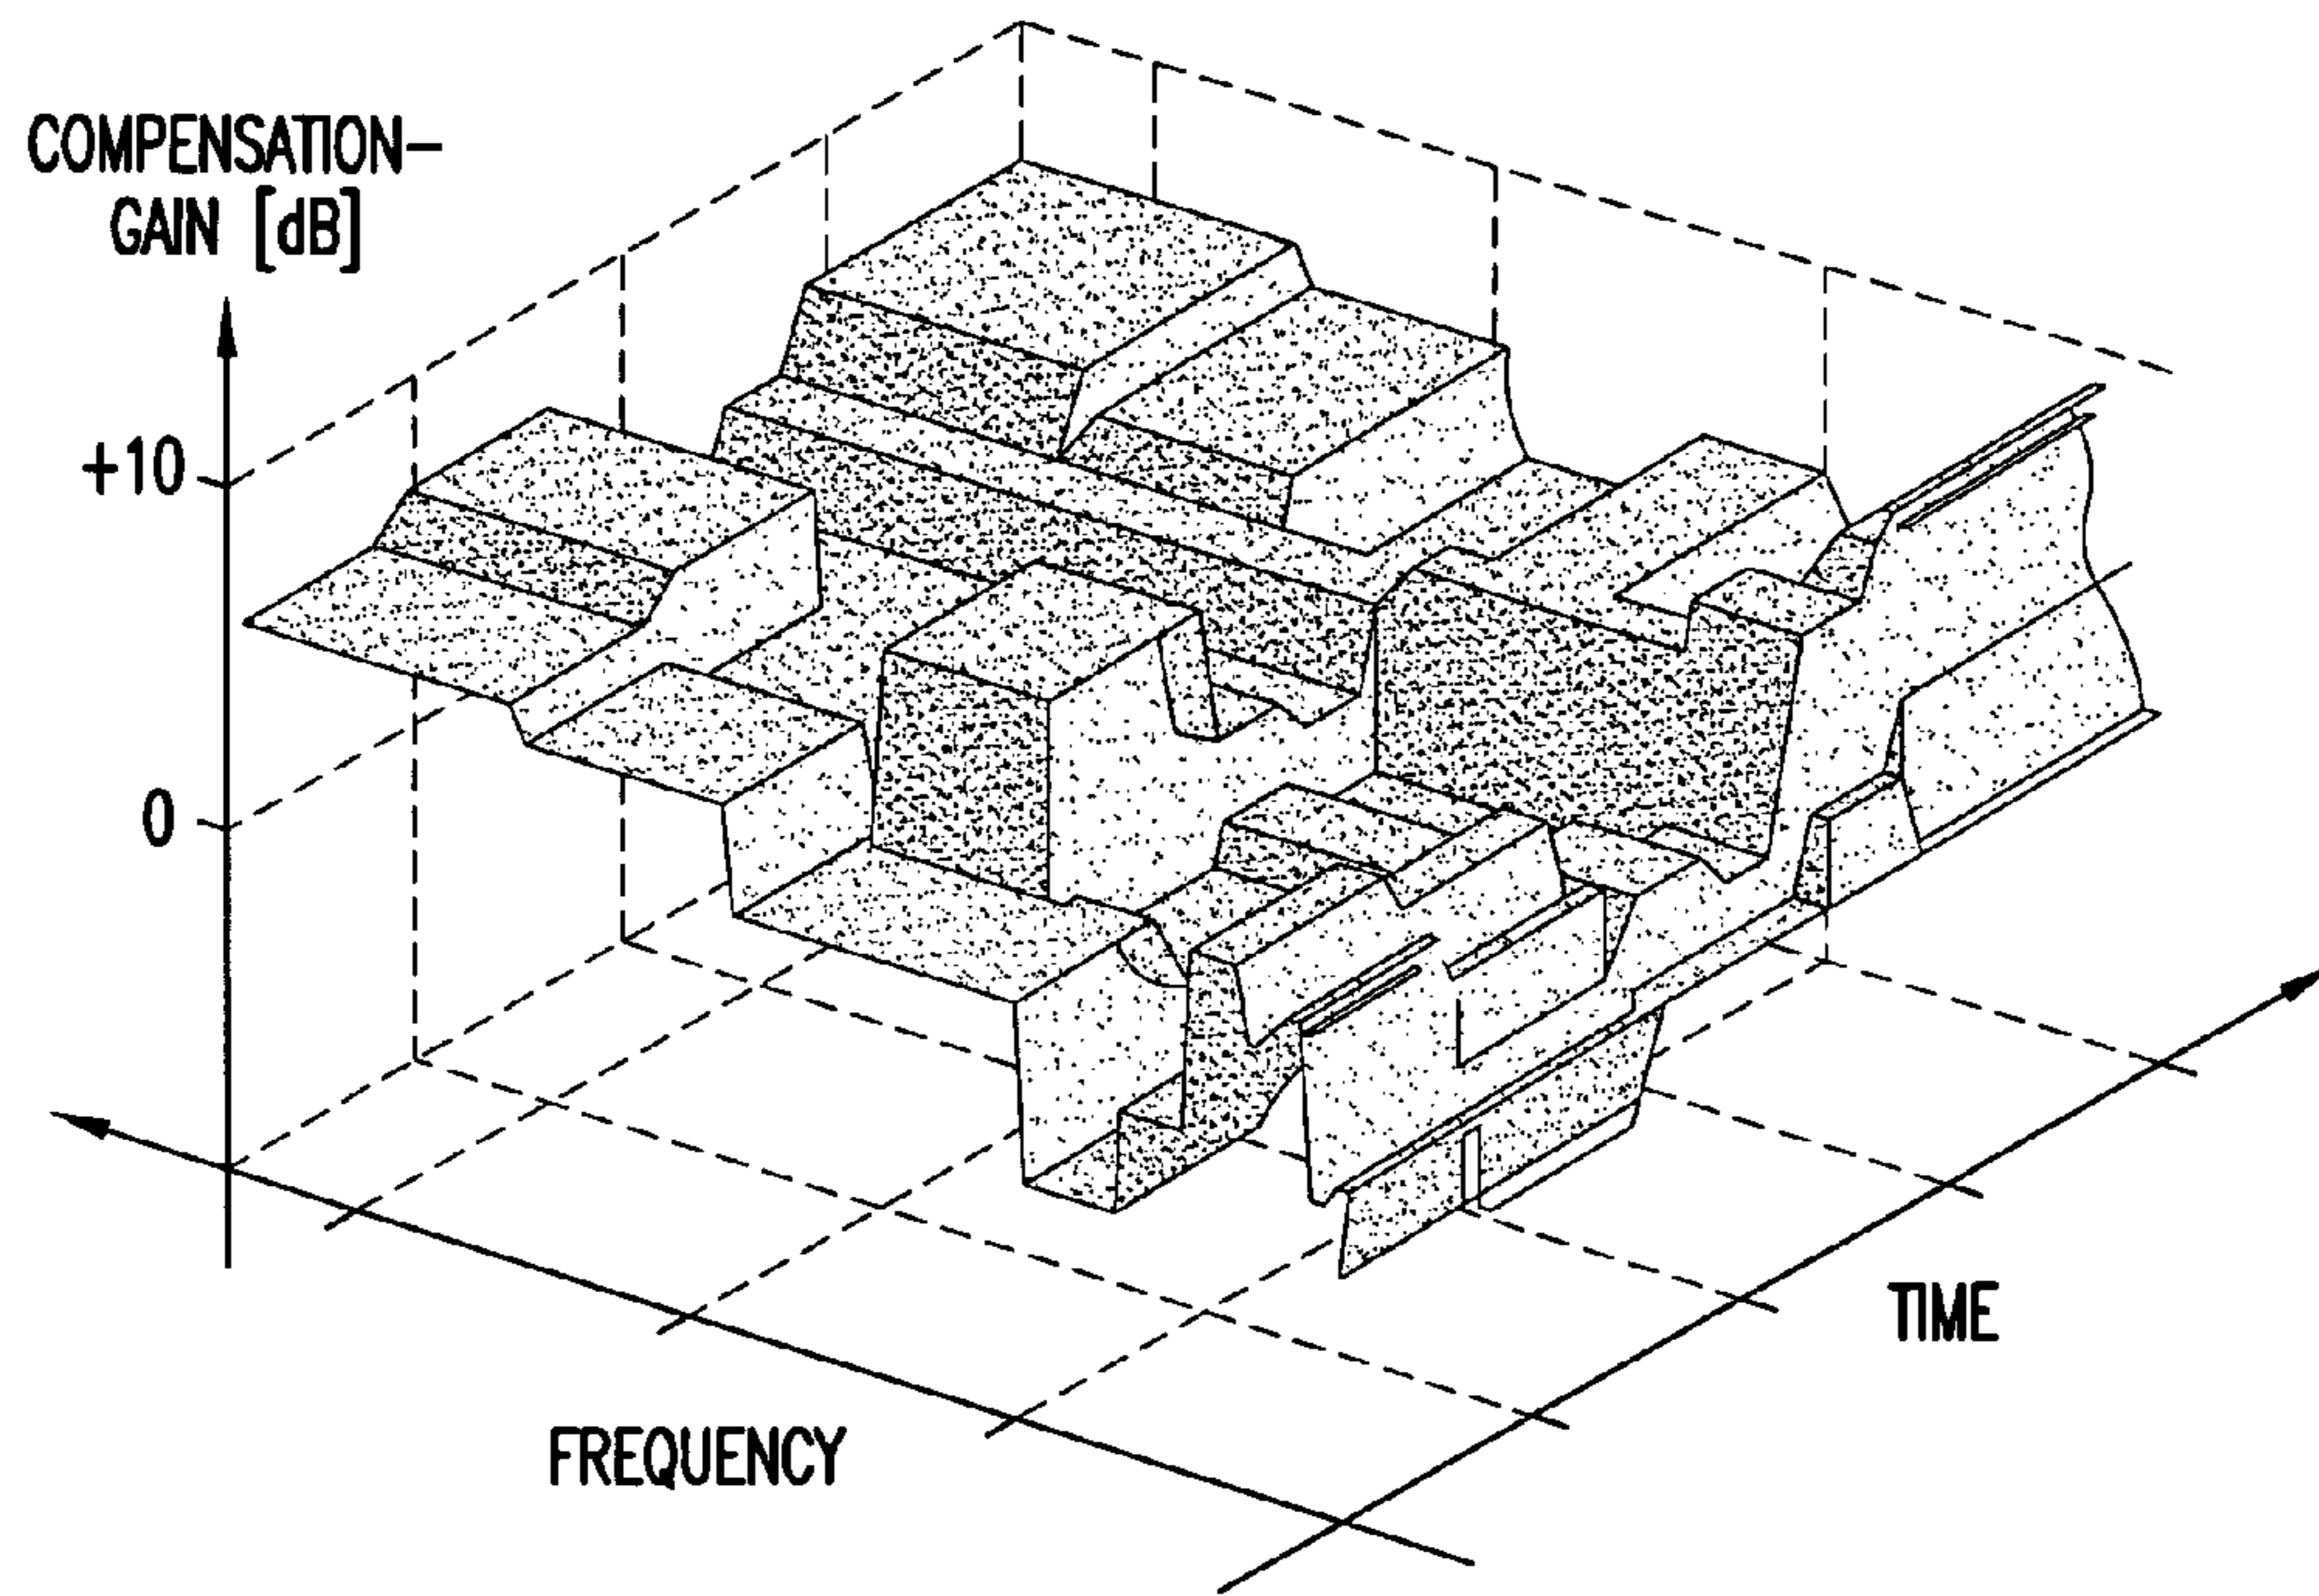 COMPENSATION-
GAIN [dB]
+10
0
TIME
FREQUENCY